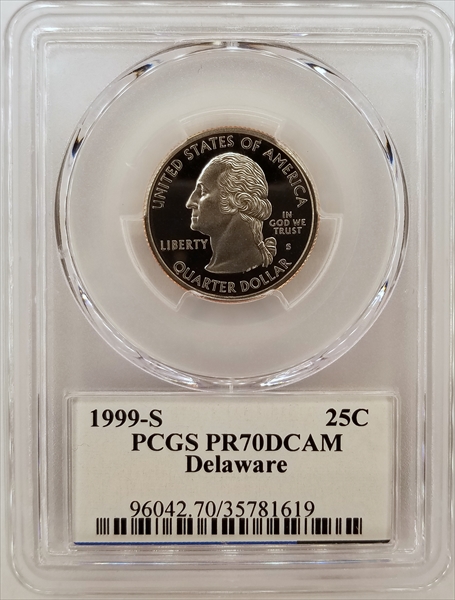 UNITED STATES OF AMERICA
IN
GOD WE
TRUST
LIBERTY
S
QUARTER DOLLAR
1999-S 25C
PCGS PR70DCAM
Delaware
96042.70/35781619